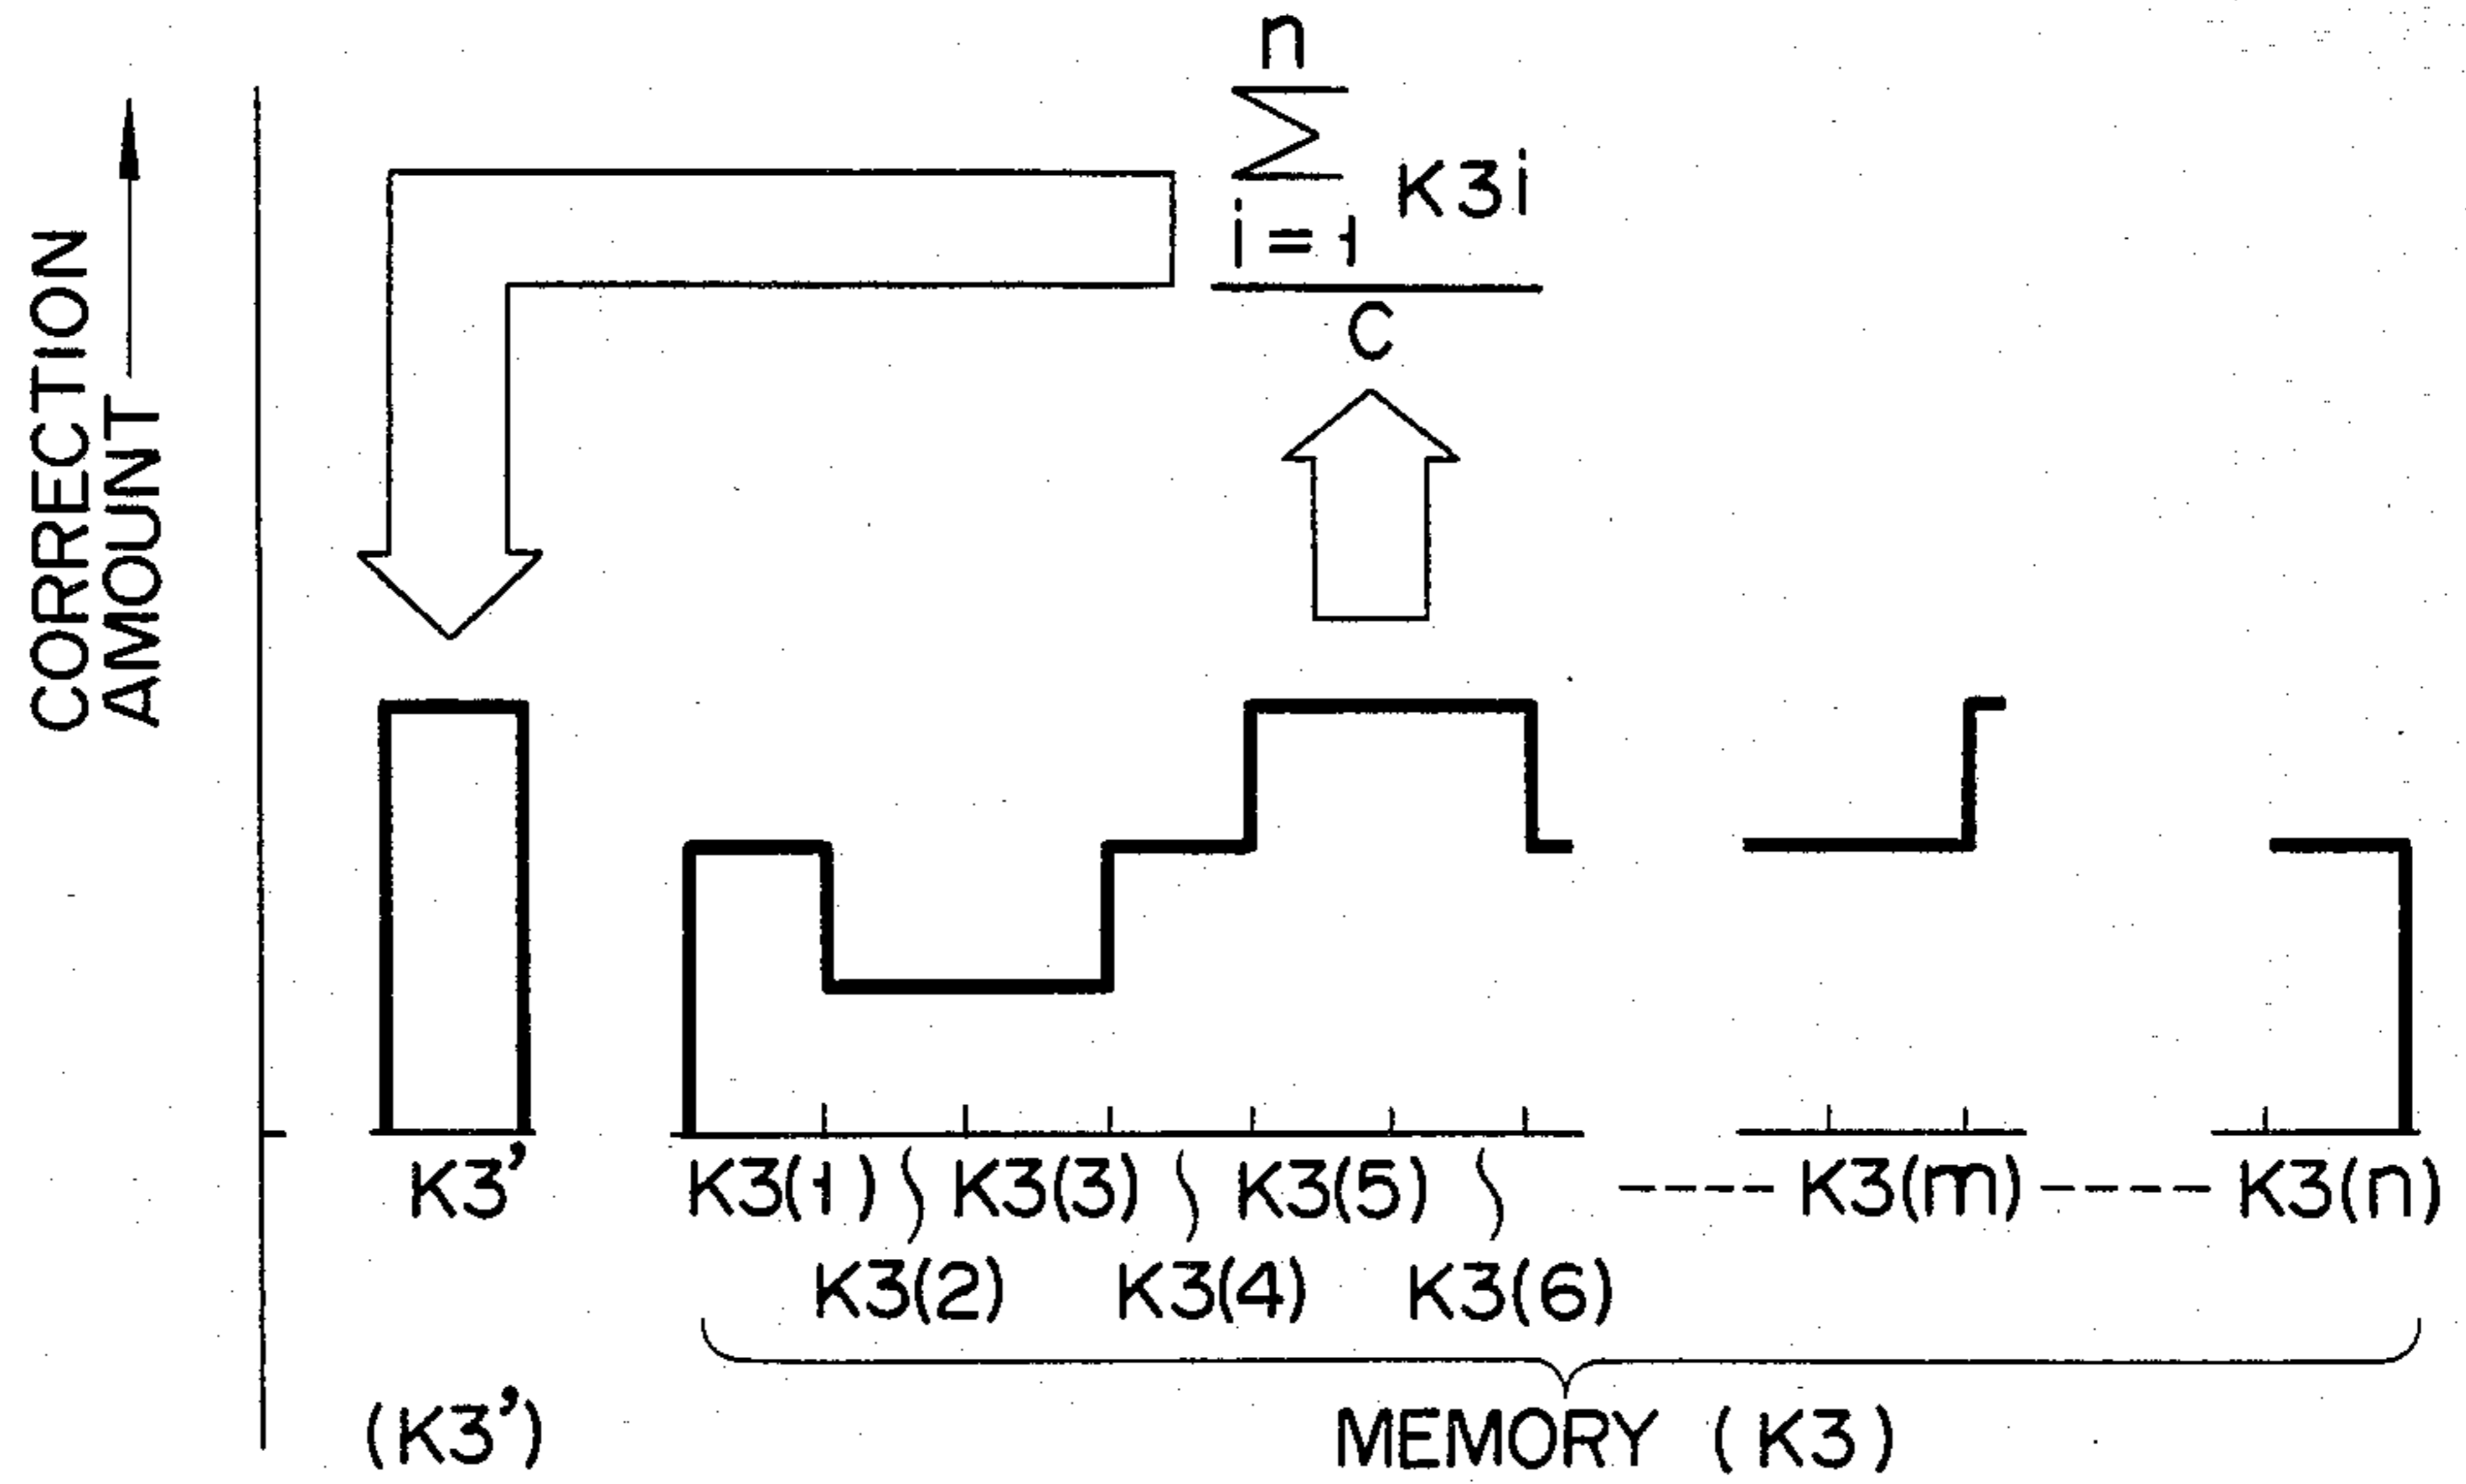 CORRECTION
AMOUNT
n
∑ K3i
i=1
C
K3' K3(1) K3(3) K3(5) ---- K3(m) ---- K3(n)
K3(2) K3(4) K3(6)
(K3') MEMORY (K3)